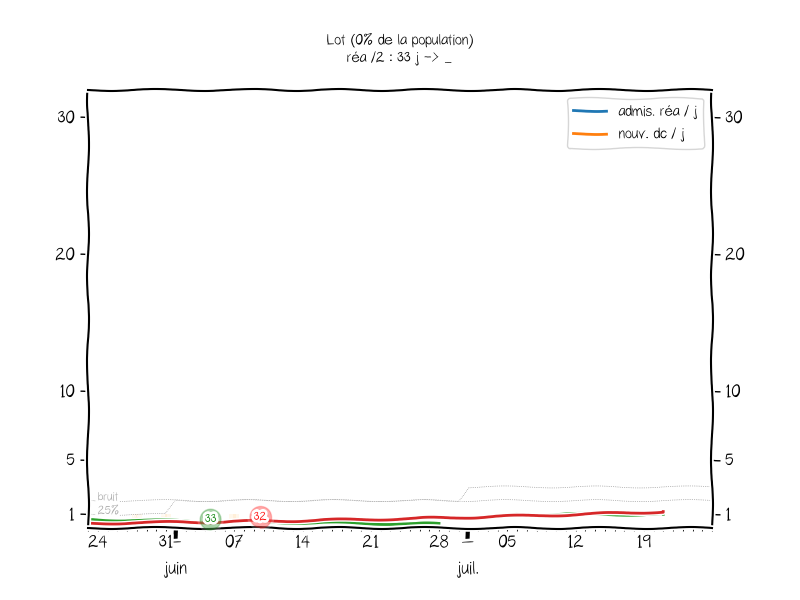 Lot (0% de la population)
réa /2 : 33 j -> _
admis. réa / j
nouv. dc / j
30 30
20 20
10 10
5 5
bruit
25%
1 1
33 32
24 31 07 14 21 28 05 12 19
juin juil.